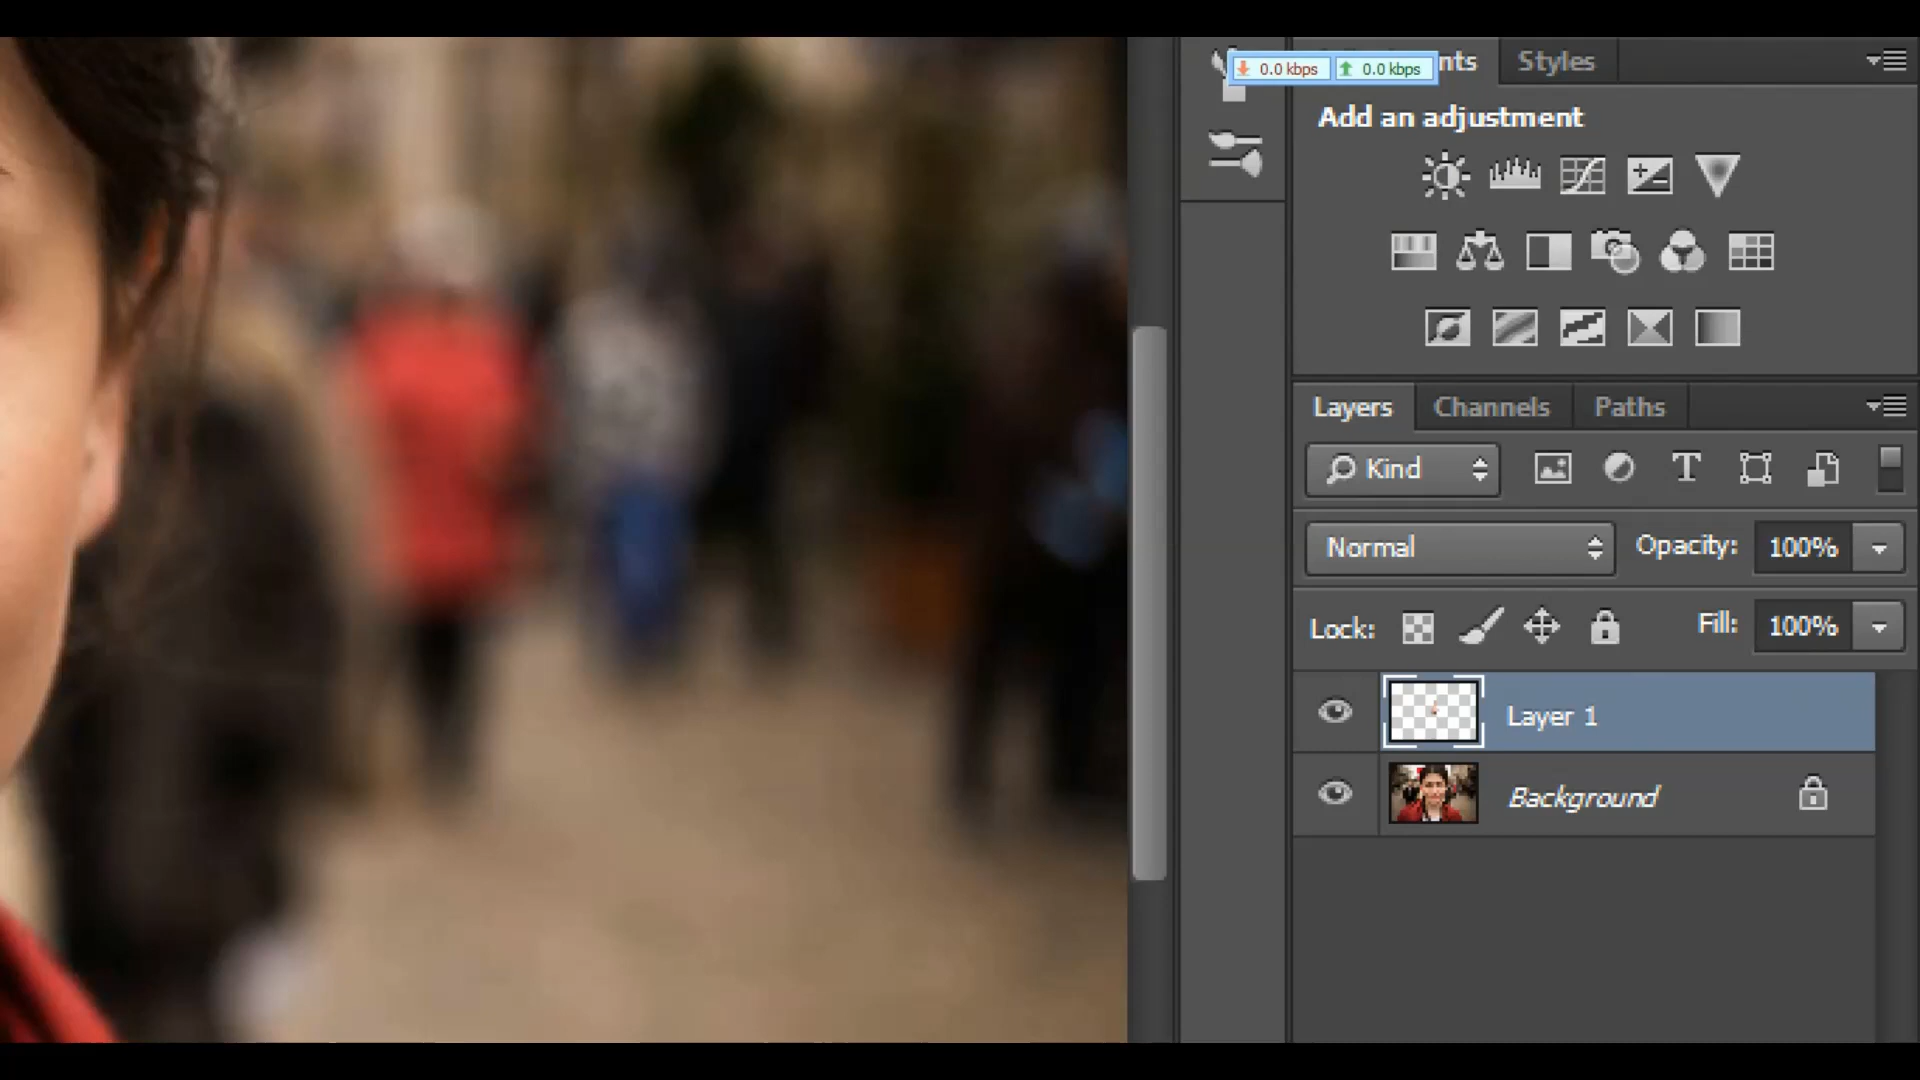 0.0 kbps 0.0 kbps nts Styles
Add an adjustment
Layers Channels Paths
Kind
Normal Opacity: 100%
Lock: Fill: 100%
Layer 1
Background